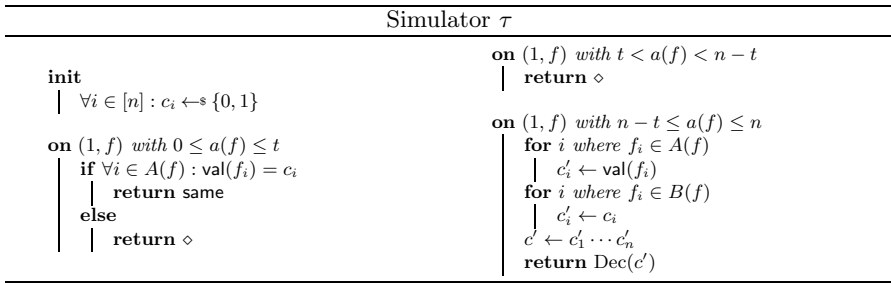 Simulator τ
init
∀i ∈ [n] : c_i ←$ {0, 1}
on (1, f) with 0 ≤ a(f) ≤ t
if ∀i ∈ A(f) : val(f_i) = c_i
return same
else
return ⋄
on (1, f) with t < a(f) < n − t
return ⋄
on (1, f) with n − t ≤ a(f) ≤ n
for i where f_i ∈ A(f)
c'_i ← val(f_i)
for i where f_i ∈ B(f)
c'_i ← c_i
c' ← c'_1 ⋯ c'_n
return Dec(c')